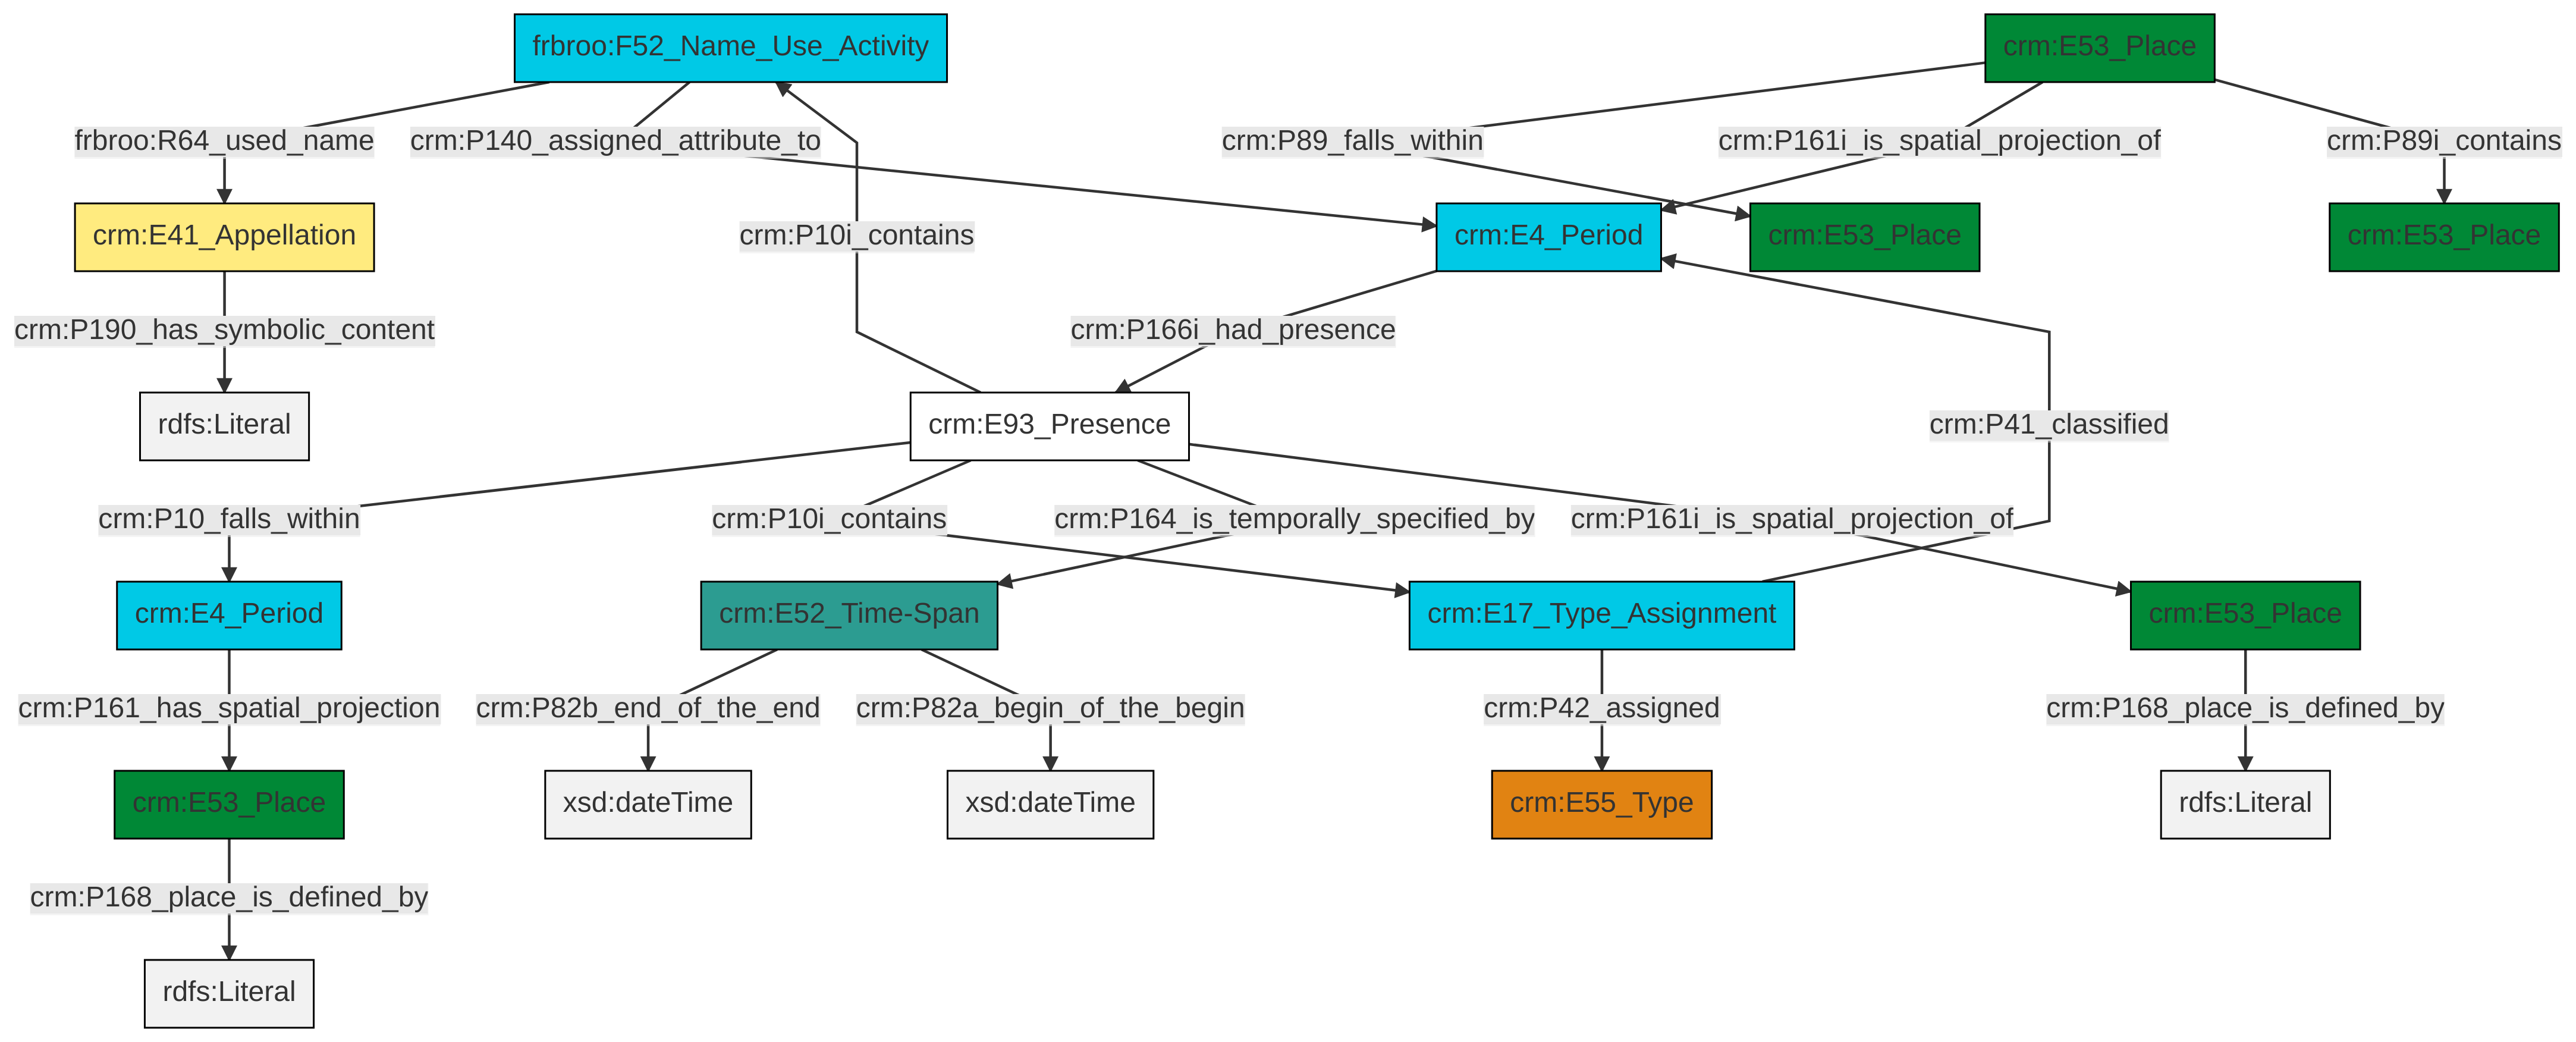 frbroo:F52_Name_Use_Activity
crm:E53_Place
frbroo:R64_used_name
crm:P140_assigned_attribute_to
crm:P89_falls_within
crm:P161i_is_spatial_projection_of
crm:P89i_contains
crm:E41_Appellation
crm:P10i_contains
crm:E4_Period
crm:E53_Place
crm:E53_Place
crm:P190_has_symbolic_content
crm:P166i_had_presence
rdfs:Literal
crm:E93_Presence
crm:P41_classified
crm:P10_falls_within
crm:P10i_contains
crm:P164_is_temporally_specified_by
crm:P161i_is_spatial_projection_of
crm:E4_Period
crm:E52_Time-Span
crm:E17_Type_Assignment
crm:E53_Place
crm:P161_has_spatial_projection
crm:P82b_end_of_the_end
crm:P82a_begin_of_the_begin
crm:P42_assigned
crm:P168_place_is_defined_by
crm:E53_Place
xsd:dateTime
xsd:dateTime
crm:E55_Type
rdfs:Literal
crm:P168_place_is_defined_by
rdfs:Literal